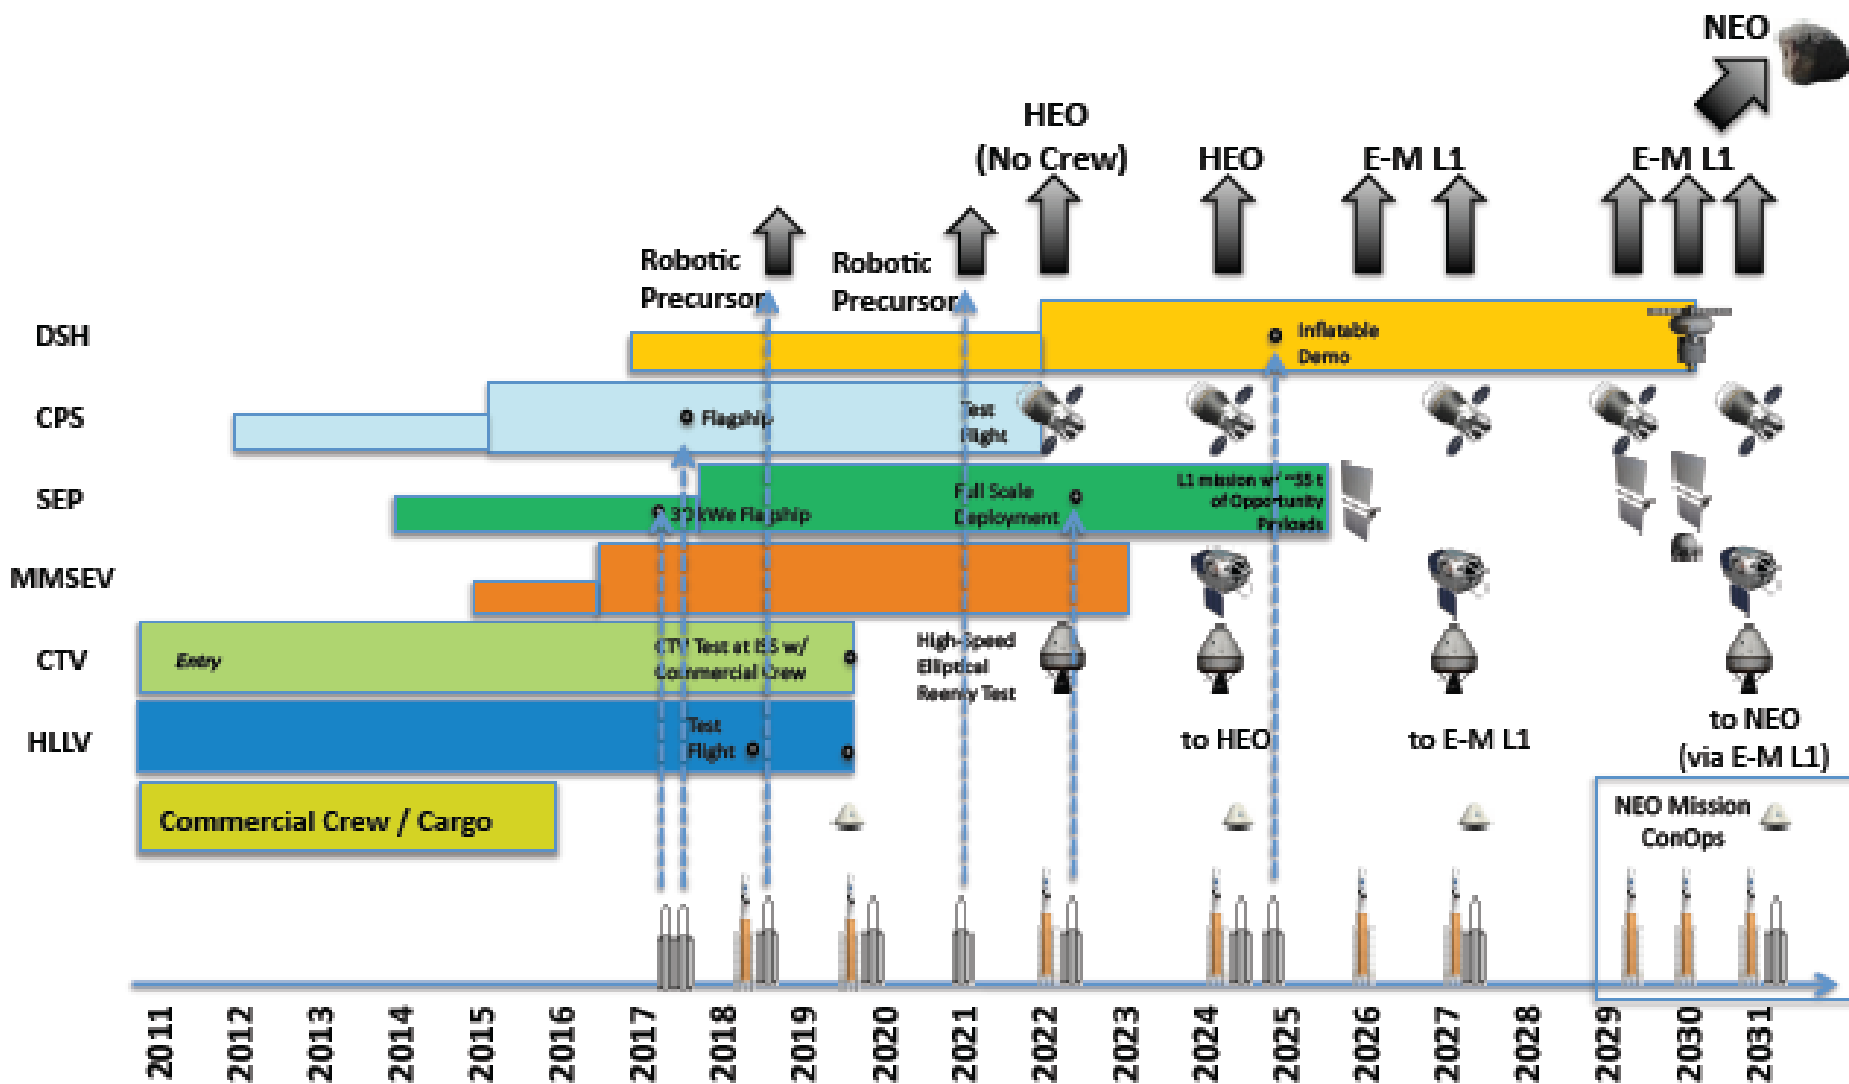 NEO
HEO
(No Crew)
HEO
E-M L1
E-M L1
Robotic
Precursor
Robotic
Precursor
DSH
Inflatable
Demo
CPS
Flagship
Test
Flight
SEP
30 kWe Flagship
Full Scale
Deployment
L1 mission w/ ~55 t
of Opportunity
Payloads
MMSEV
CTV
Entry
CTV Test at ISS w/
Commercial Crew
High-Speed
Elliptical
Reenry Test
HLLV
Test
Flight
to HEO
to E-M L1
to NEO
(via E-M L1)
Commercial Crew / Cargo
NEO Mission
ConOps
2011
2012
2013
2014
2015
2016
2017
2018
2019
2020
2021
2022
2023
2024
2025
2026
2027
2028
2029
2030
2031